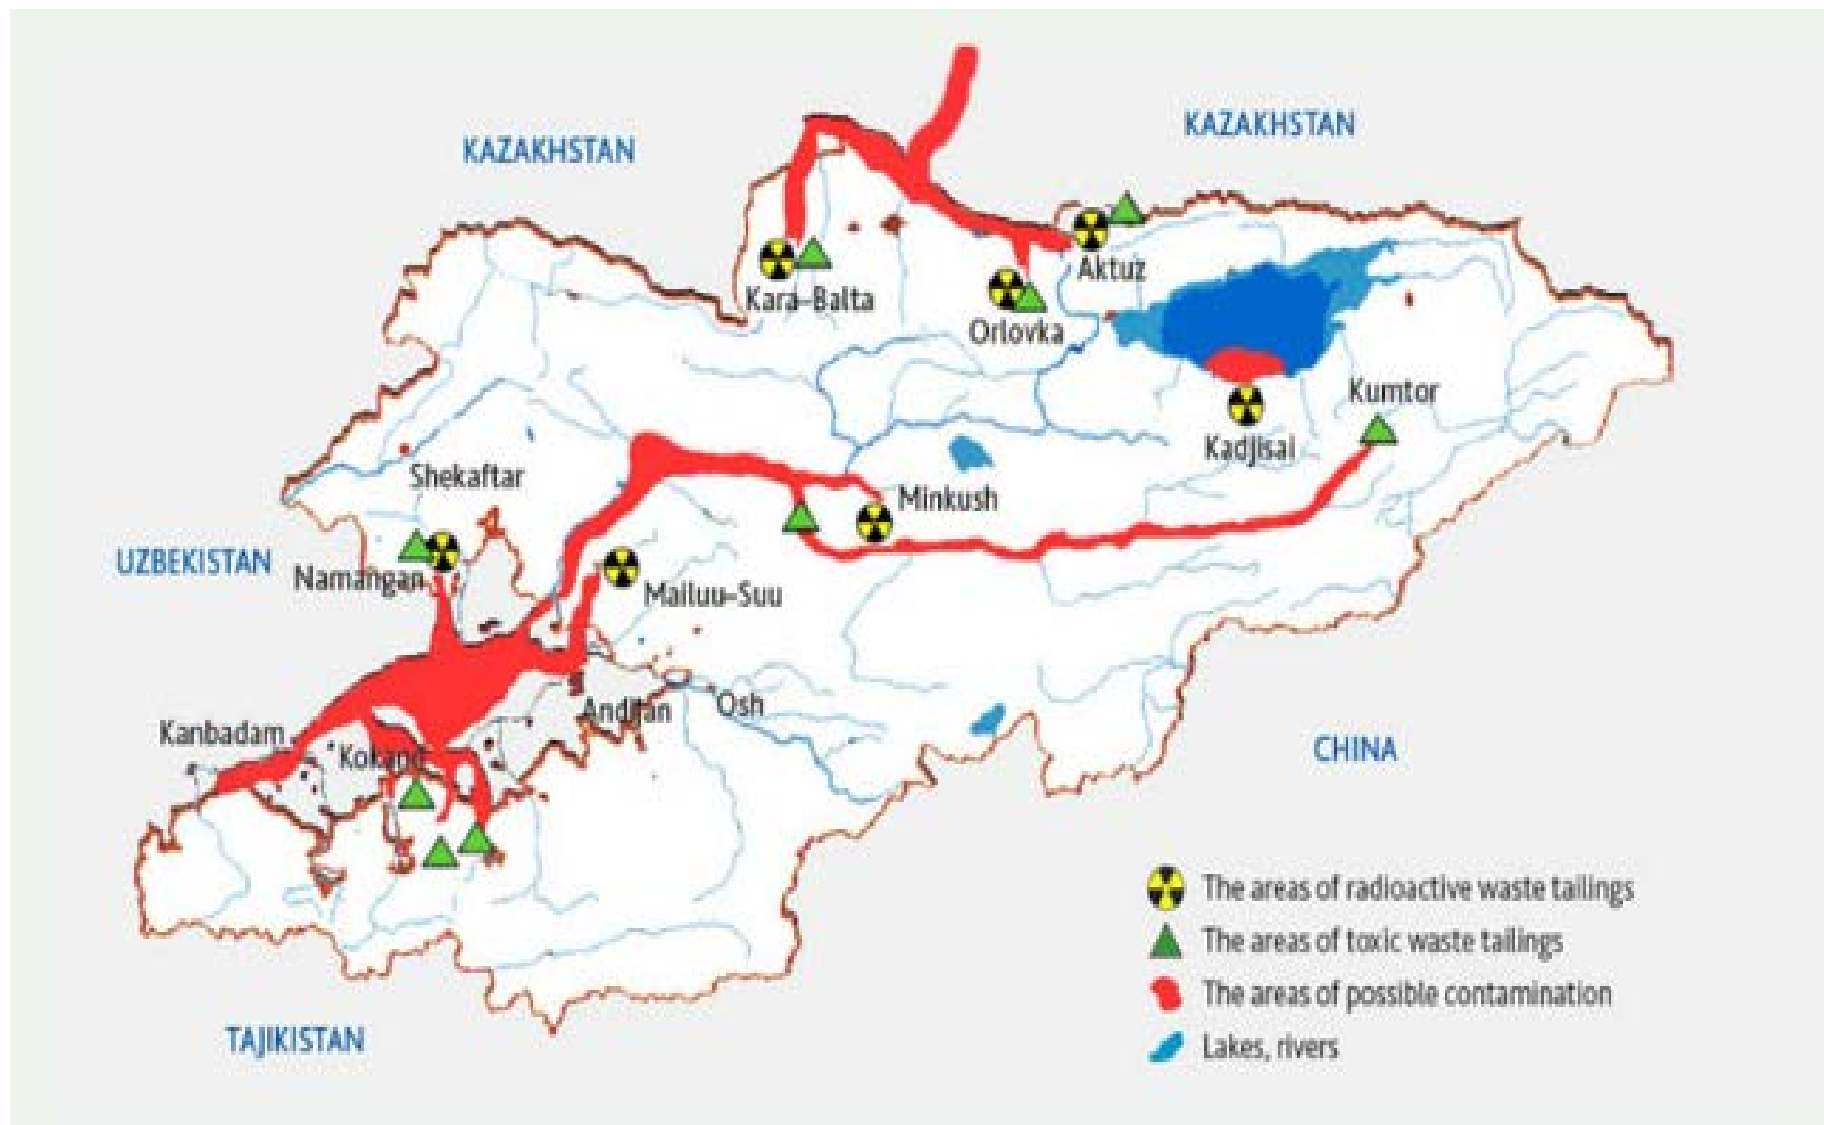 KAZAKHSTAN
KAZAKHSTAN
Aktuz
Kara-Balta
Orlovka
Kumtor
Kadjisai
Shekaftar
Minkush
UZBEKISTAN
Namangan
Mailuu-Suu
Andijan
Osh
Kanbadam
Kokand
CHINA
The areas of radioactive waste tailings
The areas of toxic waste tailings
The areas of possible contamination
Lakes, rivers
TAJIKISTAN